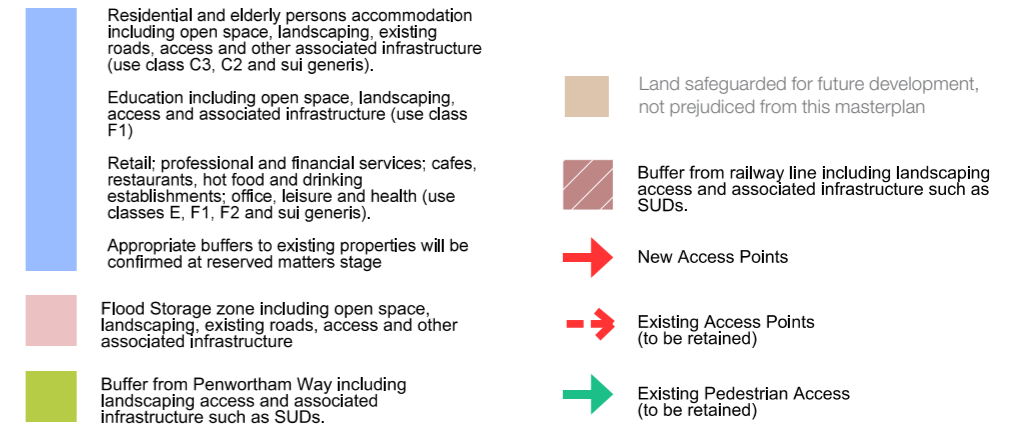 Residential and elderly persons accommodation
including open space, landscaping, existing
roads, access and other associated infrastructure
(use class C3, C2 and sui generis).
Education including open space, landscaping,
access and associated infrastructure (use class
F1)
Retail; professional and financial services; cafes,
restaurants, hot food and drinking
establishments; office, leisure and health (use
classes E, F1, F2 and sui generis).
Appropriate buffers to existing properties will be
confirmed at reserved matters stage
Flood Storage zone including open space,
landscaping, existing roads, access and other
associated infrastructure
Buffer from Penwortham Way including
landscaping access and associated
infrastructure such as SUDs.
Land safeguarded for future development,
not prejudiced from this masterplan
Buffer from railway line including landscaping
access and associated infrastructure such as
SUDs.
New Access Points
Existing Access Points
(to be retained)
Existing Pedestrian Access
(to be retained)